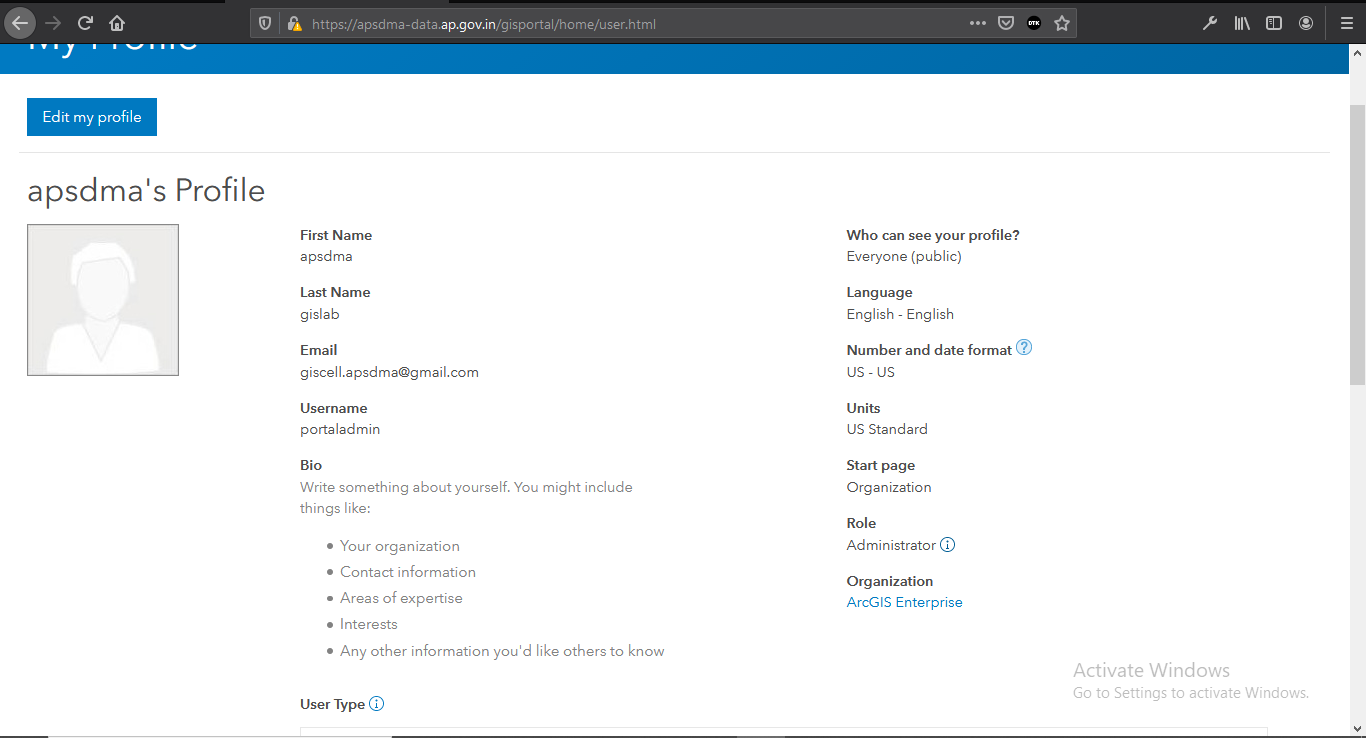 https://apsdma-data.ap.gov.in/gisportal/home/user.html
My Profile
Edit my profile
apsdma's Profile
First Name
apsdma
Last Name
gislab
Email
giscell.apsdma@gmail.com
Username
portaladmin
Bio
Write something about yourself. You might include
things like:
Your organization
Contact information
Areas of expertise
Interests
Any other information you'd like others to know
User Type
Who can see your profile?
Everyone (public)
Language
English - English
Number and date format
US - US
Units
US Standard
Start page
Organization
Role
Administrator
Organization
ArcGIS Enterprise
Activate Windows
Go to Settings to activate Windows.